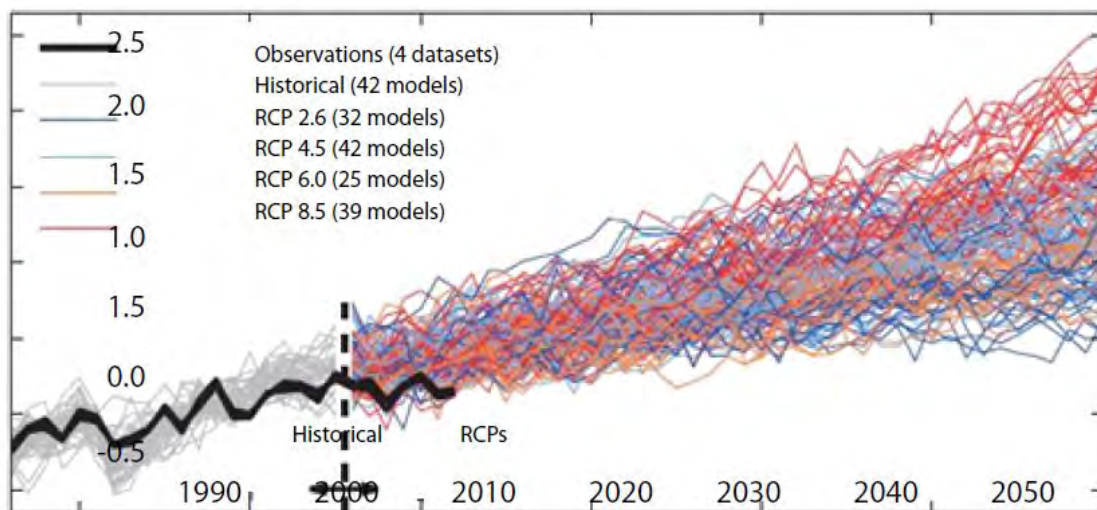 2.5
Observations (4 datasets)
Historical (42 models)
2.0
RCP 2.6 (32 models)
RCP 4.5 (42 models)
1.5
RCP 6.0 (25 models)
RCP 8.5 (39 models)
1.0
1.5
0.0
Historical
RCPs
-0.5
1990 2000 2010 2020 2030 2040 2050